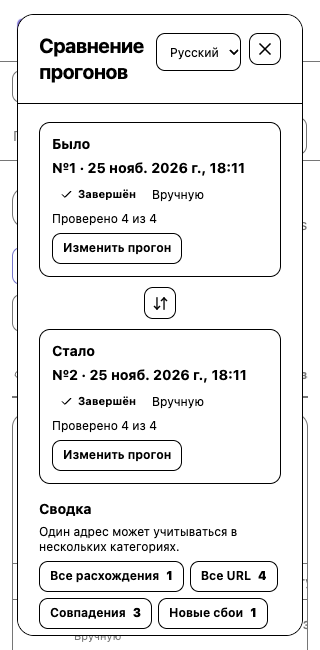 Сравнение
прогонов
Русский
Было
№1 · 25 нояб. 2026 г., 18:11
Завершён Вручную
Проверено 4 из 4
Изменить прогон
Стало
№2 · 25 нояб. 2026 г., 18:11
Завершён Вручную
Проверено 4 из 4
Изменить прогон
Сводка
Один адрес может учитываться в
нескольких категориях.
Все расхождения 1 Все URL 4
Совпадения 3 Новые сбои 1
Вручную